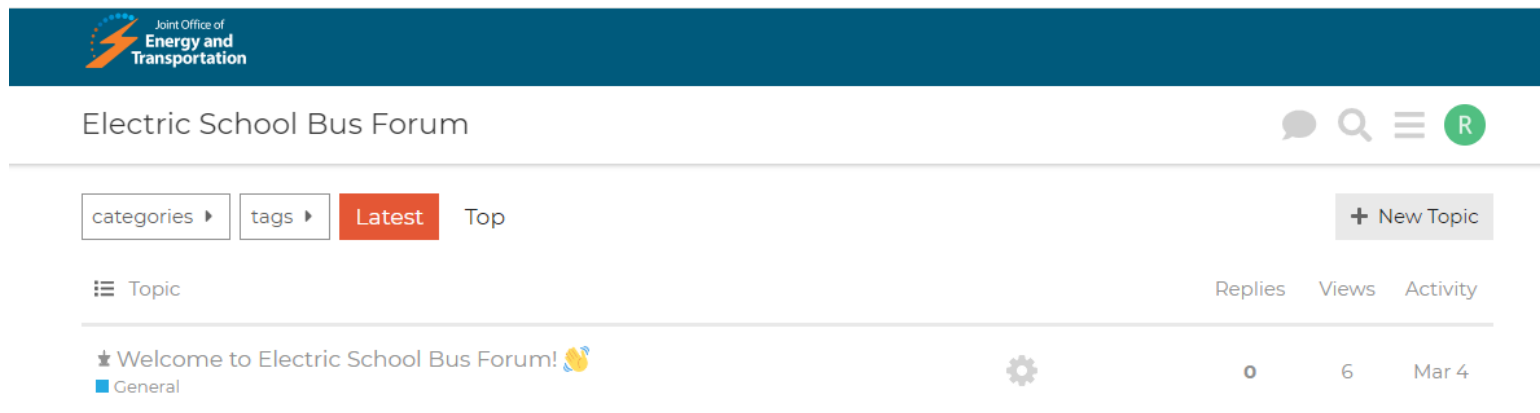 Joint Office of
Energy and
Transportation
Electric School Bus Forum
R
categories
tags
Latest
Top
+ New Topic
Topic
Replies
Views
Activity
Welcome to Electric School Bus Forum! 👋
0
6
Mar 4
General